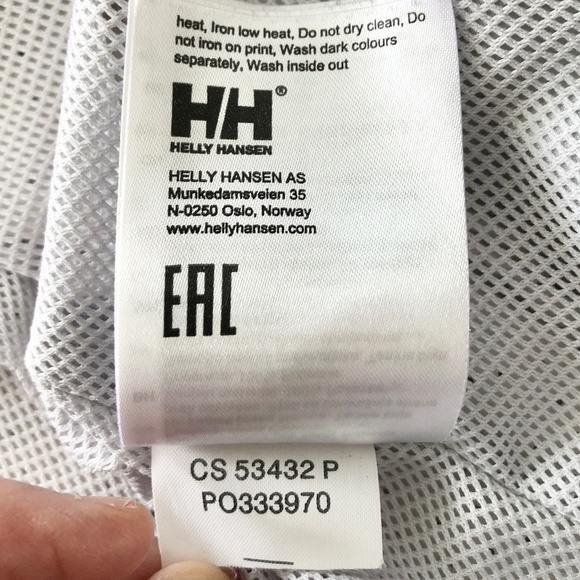 heat, Iron low heat, Do not dry clean, Do
not iron on print, Wash dark colours
separately, Wash inside out
HH®
HELLY HANSEN
HELLY HANSEN AS
Munkedamsveien 35
N-0250 Oslo, Norway
www.hellyhansen.com
EAC
CS 53432 P
PO333970